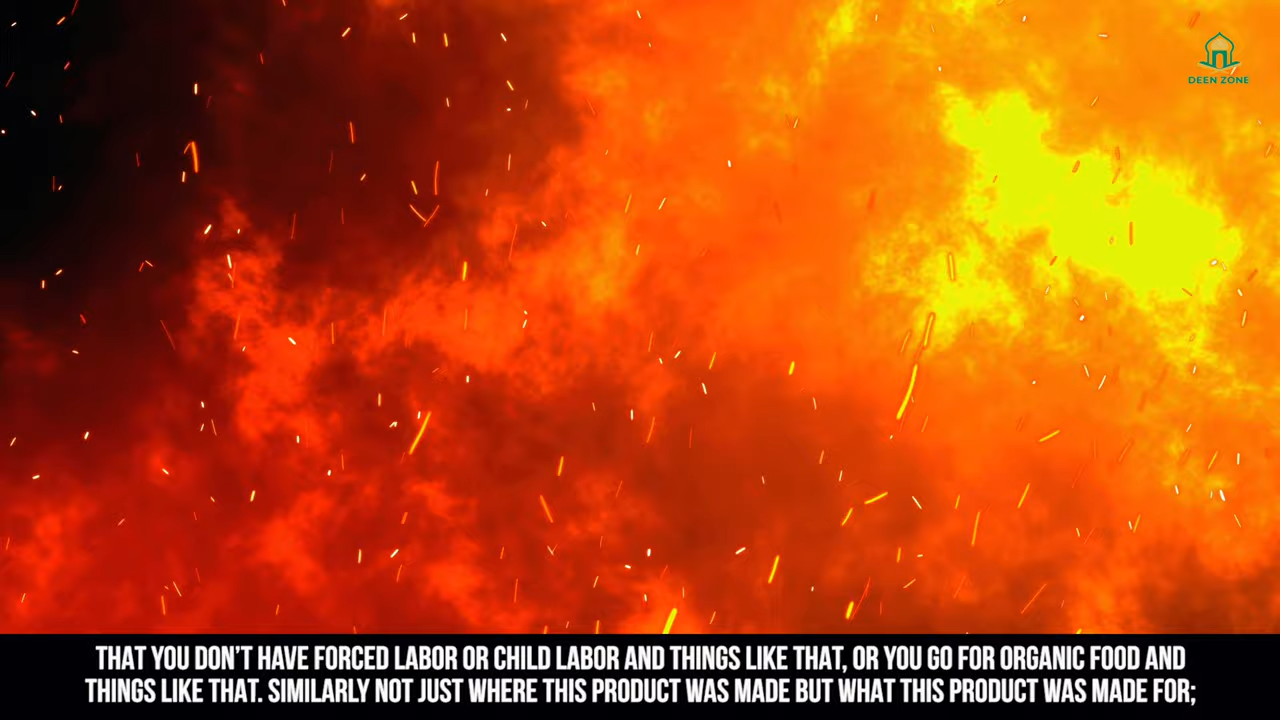 DEEN ZONE
THAT YOU DON'T HAVE FORCED LABOR OR CHILD LABOR AND THINGS LIKE THAT, OR YOU GO FOR ORGANIC FOOD AND
THINGS LIKE THAT. SIMILARLY NOT JUST WHERE THIS PRODUCT WAS MADE BUT WHAT THIS PRODUCT WAS MADE FOR;